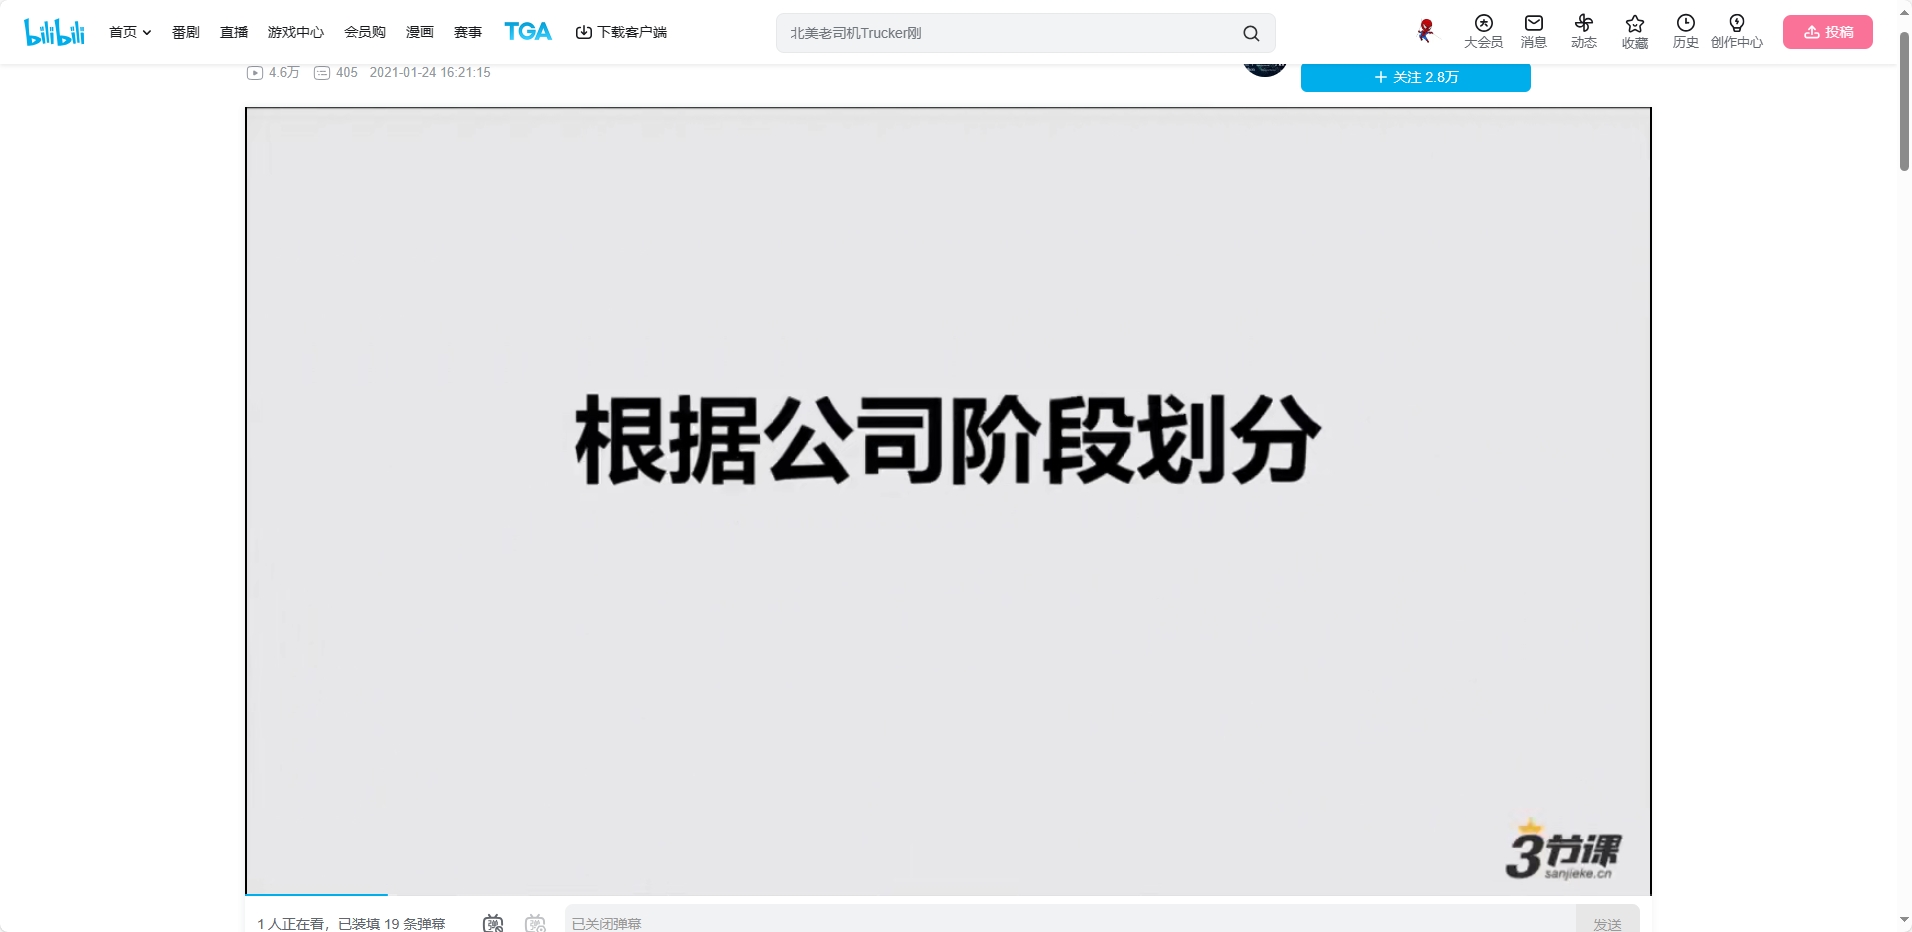 bilibili 首页 番剧 直播 游戏中心 会员购 漫画 赛事 TGA 下载客户端 北美老司机Trucker刚 大会员 消息 动态 收藏 历史 创作中心 投稿
4.6万 405 2021-01-24 16:21:15 + 关注 2.8万
根据公司阶段划分
3节课
sanjieke.cn
1 人正在看，已装填 19 条弹幕 弹 弹 已关闭弹幕 发送